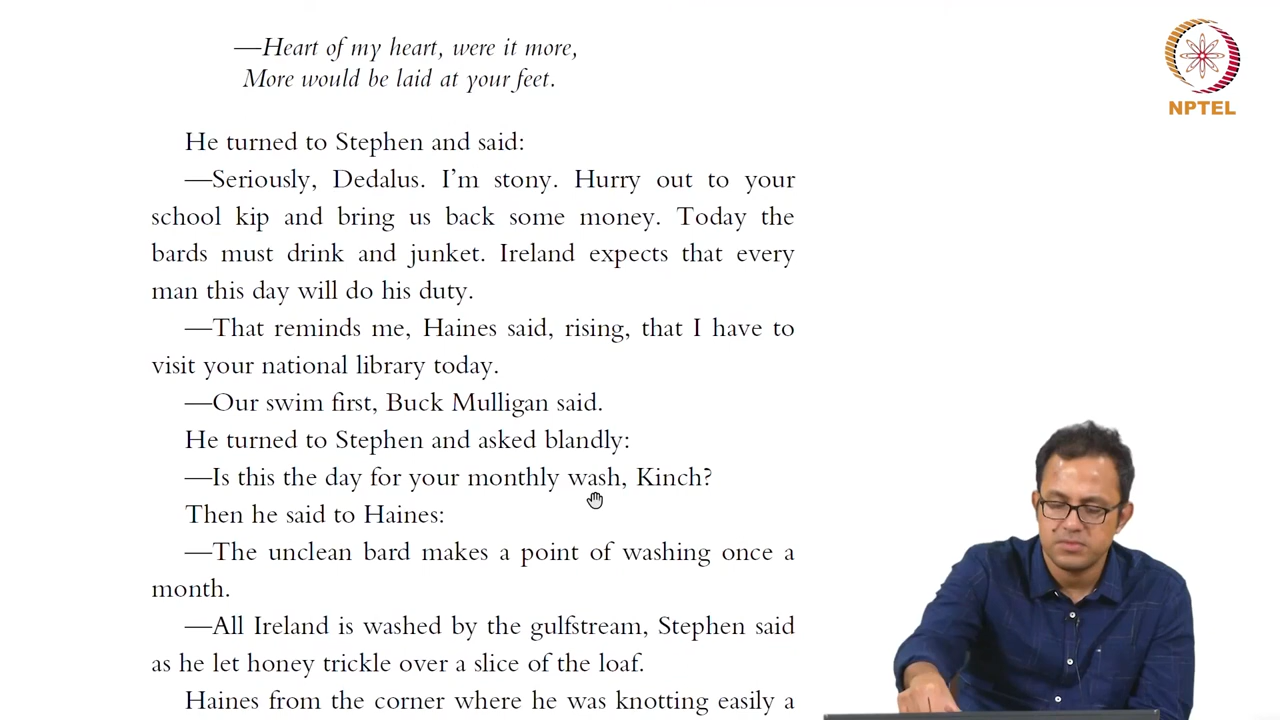 —Heart of my heart, were it more,
More would be laid at your feet.
He turned to Stephen and said:
—Seriously, Dedalus. I'm stony. Hurry out to your
school kip and bring us back some money. Today the
bards must drink and junket. Ireland expects that every
man this day will do his duty.
—That reminds me, Haines said, rising, that I have to
visit your national library today.
—Our swim first, Buck Mulligan said.
He turned to Stephen and asked blandly:
—Is this the day for your monthly wash, Kinch?
Then he said to Haines:
—The unclean bard makes a point of washing once a
month.
—All Ireland is washed by the gulfstream, Stephen said
as he let honey trickle over a slice of the loaf.
Haines from the corner where he was knotting easily a
NPTEL